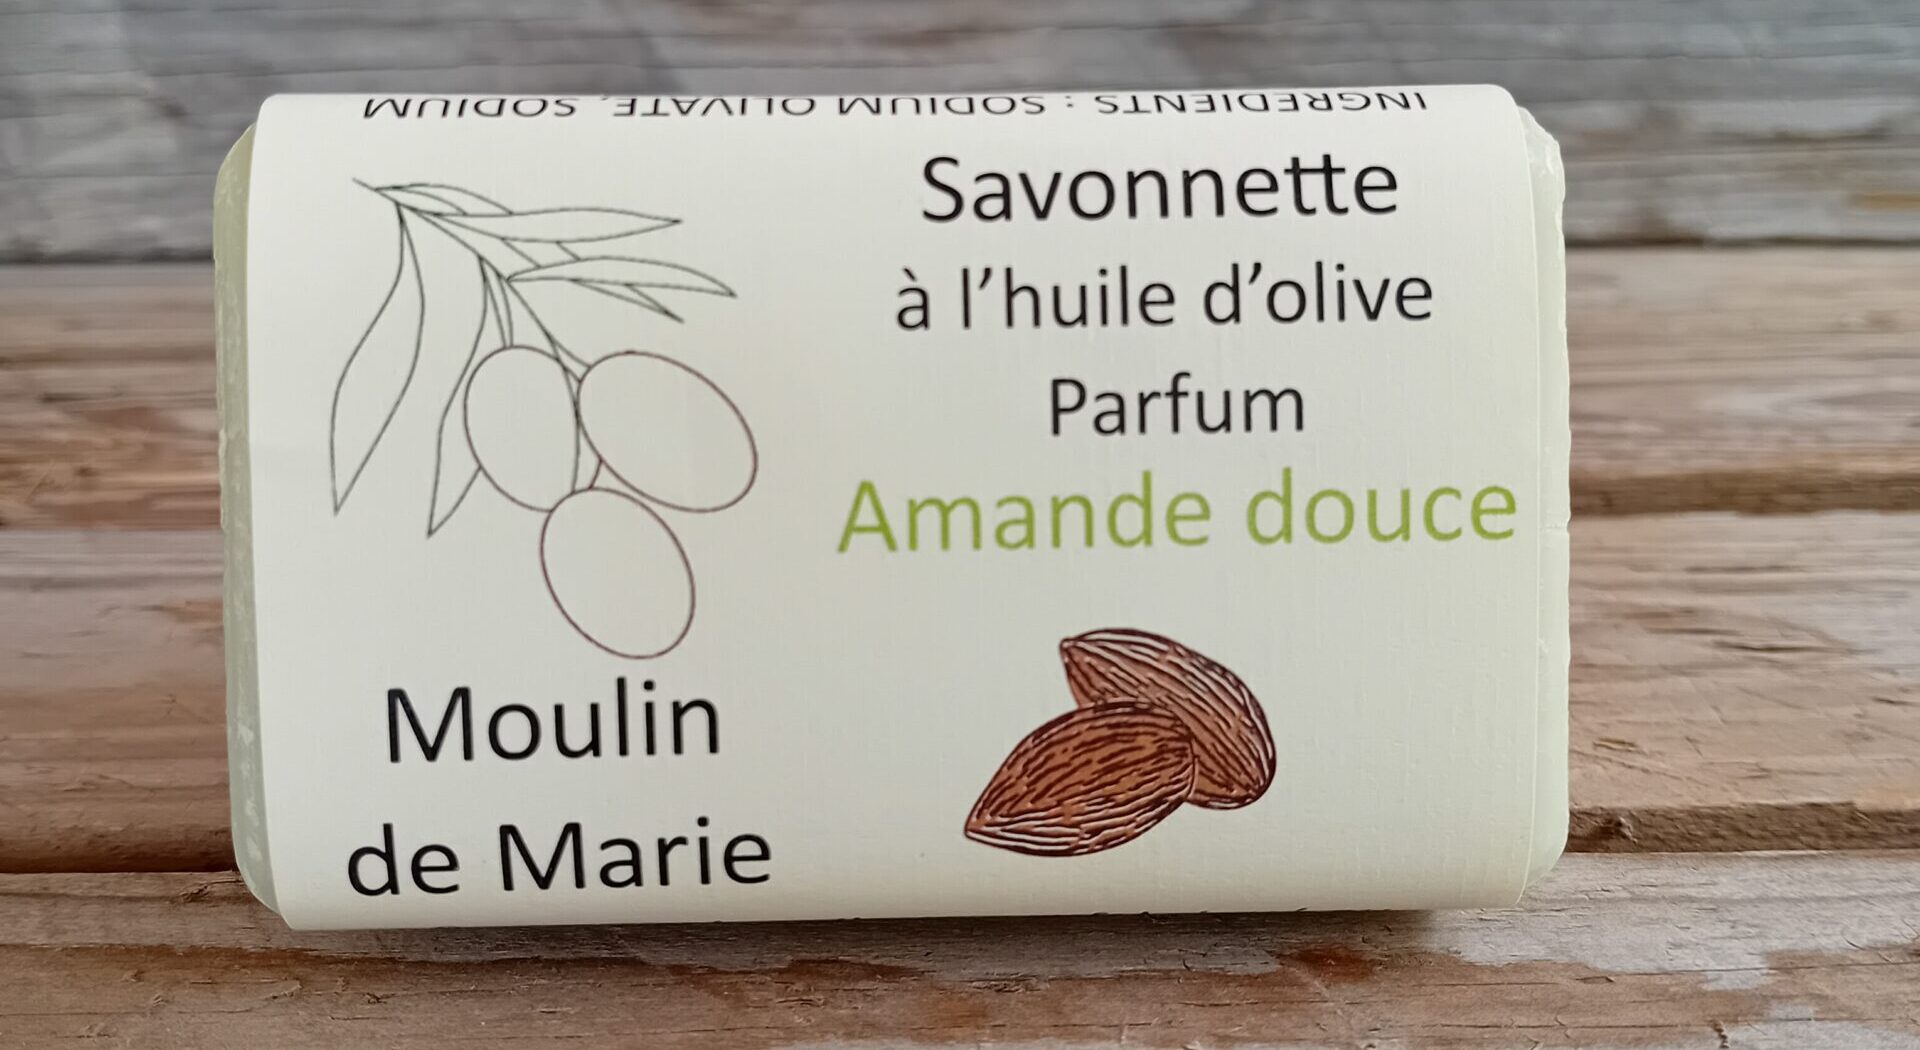 INGREDIENTS : SODIUM OLIVATE, SODIUM
Savonnette
à l’huile d’olive
Parfum
Amande douce
Moulin
de Marie